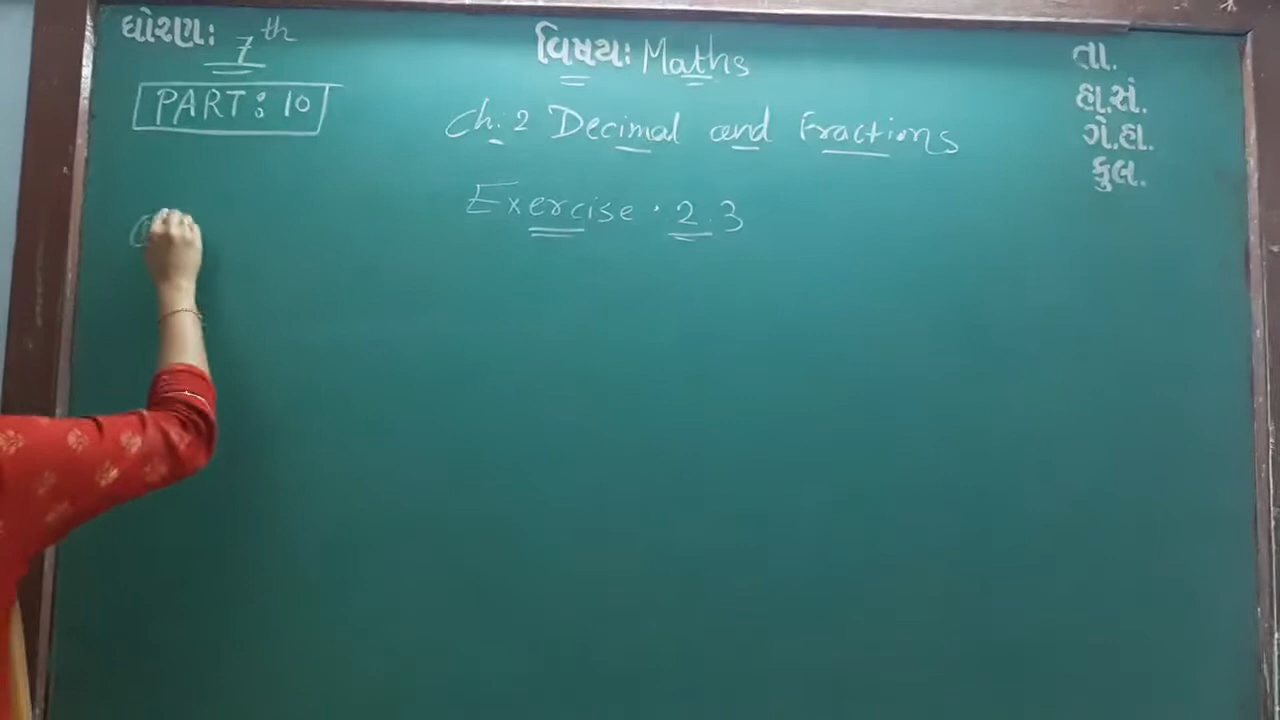 ધોરણ: 7th
વિષય: Maths
તા.
હા.સં.
ગે.હા.
કુલ.
PART: 10
Ch. 2 Decimal and Fractions
Exercise · 2.3